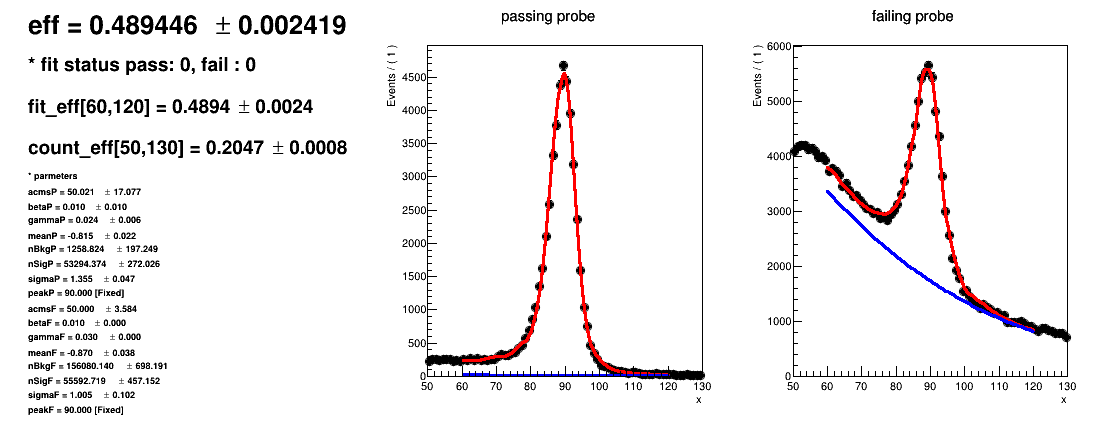 eff = 0.489446 ± 0.002419
* fit status pass: 0, fail : 0
fit_eff[60,120] = 0.4894 ± 0.0024
count_eff[50,130] = 0.2047 ± 0.0008
* parmeters
acmsP = 50.021 ± 17.077
betaP = 0.010 ± 0.010
gammaP = 0.024 ± 0.006
meanP = -0.815 ± 0.022
nBkgP = 1258.824 ± 197.249
nSigP = 53294.374 ± 272.026
sigmaP = 1.355 ± 0.047
peakP = 90.000 [Fixed]
acmsF = 50.000 ± 3.584
betaF = 0.010 ± 0.000
gammaF = 0.030 ± 0.000
meanF = -0.870 ± 0.038
nBkgF = 156080.140 ± 698.191
nSigF = 55592.719 ± 457.152
sigmaF = 1.005 ± 0.102
peakF = 90.000 [Fixed]
passing probe
Events / ( 1 )
4500
4000
3500
3000
2500
2000
1500
1000
500
0
50 60 70 80 90 100 110 120 130
x
failing probe
Events / ( 1 )
6000
5000
4000
3000
2000
1000
0
50 60 70 80 90 100 110 120 130
x